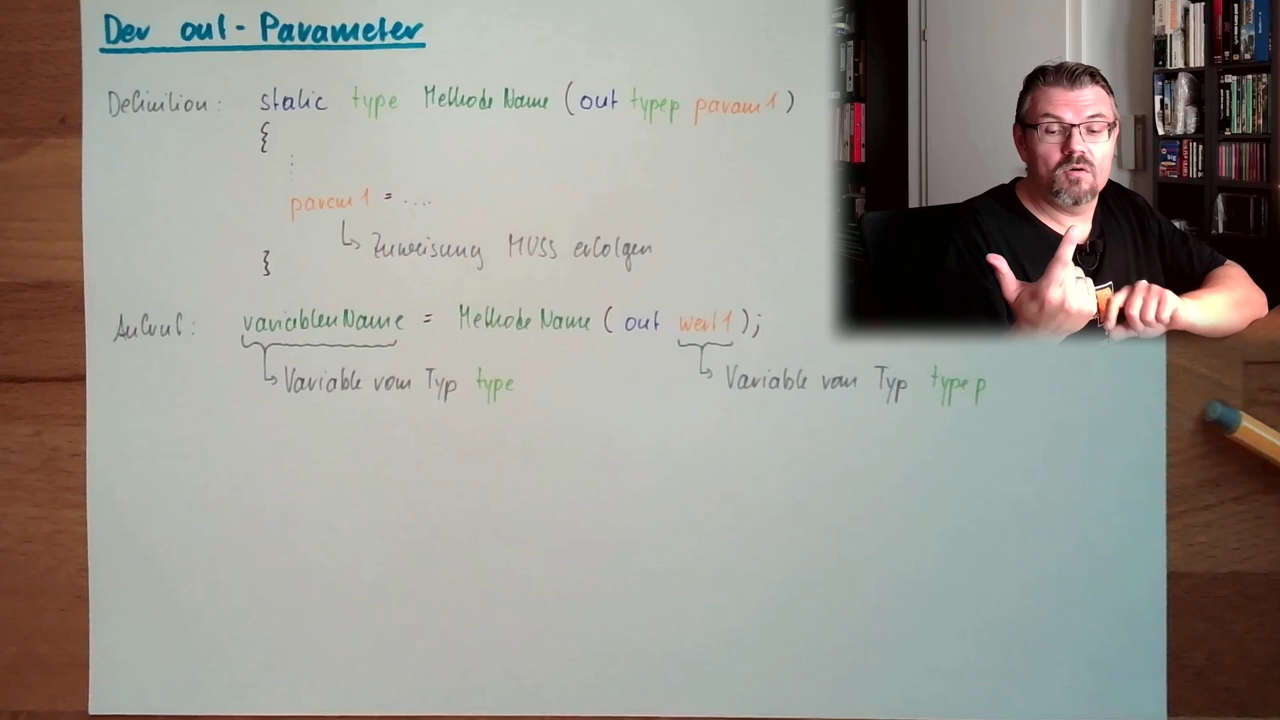 Der out-Parameter
Definition: static type MethodeName (out typep param1)
{
:
param1 = ....
↳ Zuweisung MUSS erfolgen
}
Aufruf: variablenName = MethodeName (out wert1);
↳ Variable vom Typ type ↳ Variable vom Typ typep